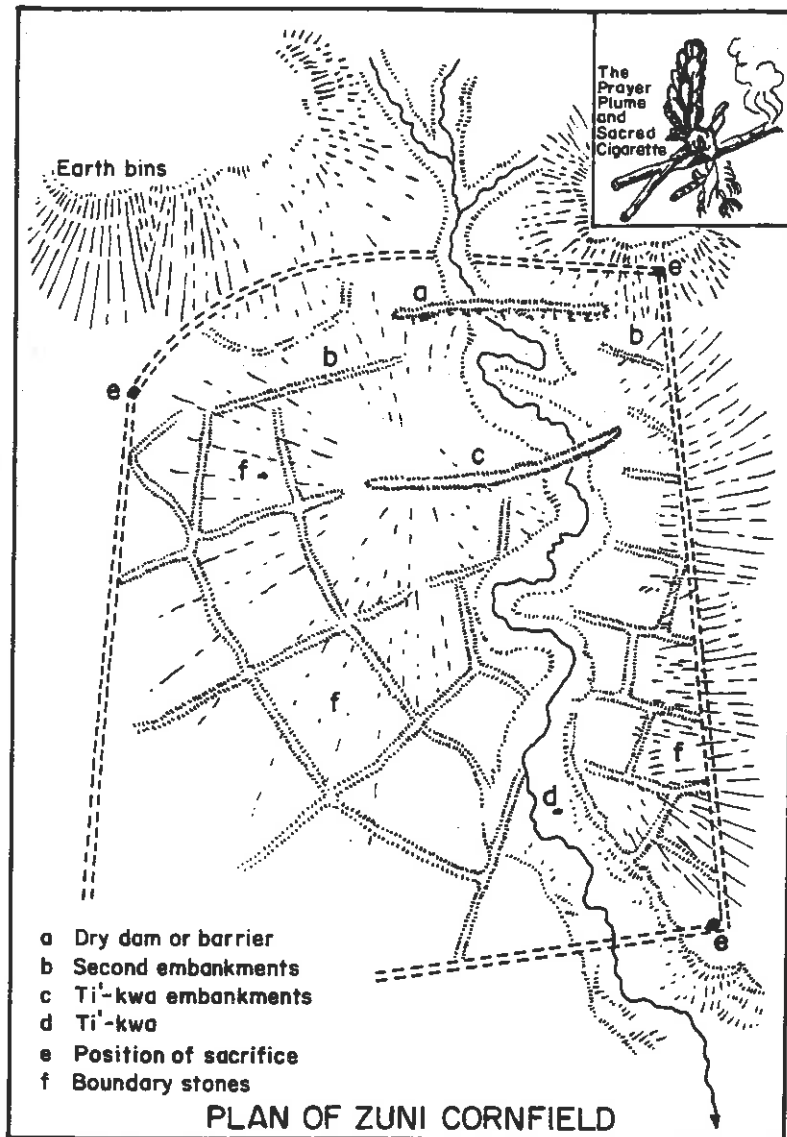 The
Prayer
Plume
and
Sacred
Cigarette
Earth bins
e
a
b
b
e
c
f
f
f
d
e
a Dry dam or barrier
b Second embankments
c Ti'-kwa embankments
d Ti'-kwa
e Position of sacrifice
f Boundary stones
PLAN OF ZUNI CORNFIELD